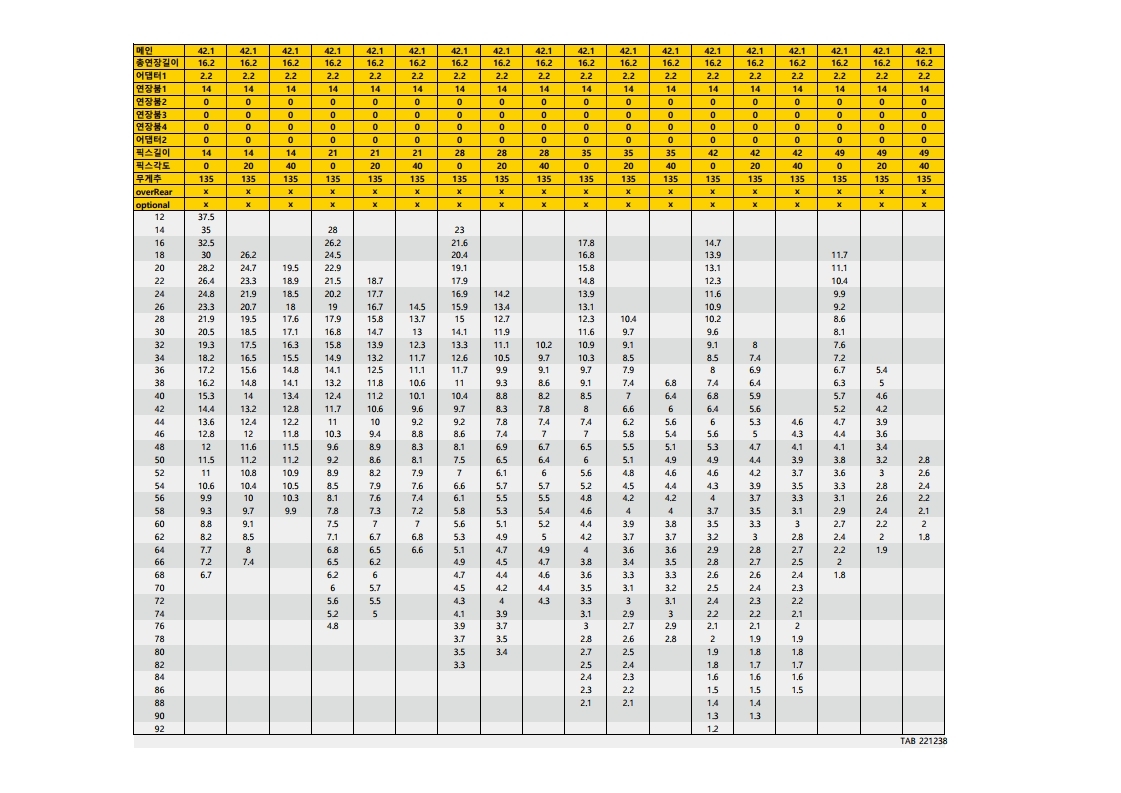 메인 42.1 42.1 42.1 42.1 42.1 42.1 42.1 42.1 42.1 42.1 42.1 42.1 42.1 42.1 42.1 42.1 42.1 42.1
총연장길이 16.2 16.2 16.2 16.2 16.2 16.2 16.2 16.2 16.2 16.2 16.2 16.2 16.2 16.2 16.2 16.2 16.2 16.2
어댑터1 2.2 2.2 2.2 2.2 2.2 2.2 2.2 2.2 2.2 2.2 2.2 2.2 2.2 2.2 2.2 2.2 2.2 2.2
연장붐1 14 14 14 14 14 14 14 14 14 14 14 14 14 14 14 14 14 14
연장붐2 0 0 0 0 0 0 0 0 0 0 0 0 0 0 0 0 0 0
연장붐3 0 0 0 0 0 0 0 0 0 0 0 0 0 0 0 0 0 0
연장붐4 0 0 0 0 0 0 0 0 0 0 0 0 0 0 0 0 0 0
어댑터2 0 0 0 0 0 0 0 0 0 0 0 0 0 0 0 0 0 0
픽스길이 14 14 14 21 21 21 28 28 28 35 35 35 42 42 42 49 49 49
픽스각도 0 20 40 0 20 40 0 20 40 0 20 40 0 20 40 0 20 40
무게추 135 135 135 135 135 135 135 135 135 135 135 135 135 135 135 135 135 135
overRear x x x x x x x x x x x x x x x x x x
optional x x x x x x x x x x x x x x x x x x
12 37.5
14 35 28 23
16 32.5 26.2 21.6 17.8 14.7
18 30 26.2 24.5 20.4 16.8 13.9 11.7
20 28.2 24.7 19.5 22.9 19.1 15.8 13.1 11.1
22 26.4 23.3 18.9 21.5 18.7 17.9 14.8 12.3 10.4
24 24.8 21.9 18.5 20.2 17.7 16.9 14.2 13.9 11.6 9.9
26 23.3 20.7 18 19 16.7 14.5 15.9 13.4 13.1 10.9 9.2
28 21.9 19.5 17.6 17.9 15.8 13.7 15 12.7 12.3 10.4 10.2 8.6
30 20.5 18.5 17.1 16.8 14.7 13 14.1 11.9 11.6 9.7 9.6 8.1
32 19.3 17.5 16.3 15.8 13.9 12.3 13.3 11.1 10.2 10.9 9.1 9.1 8 7.6
34 18.2 16.5 15.5 14.9 13.2 11.7 12.6 10.5 9.7 10.3 8.5 8.5 7.4 7.2
36 17.2 15.6 14.8 14.1 12.5 11.1 11.7 9.9 9.1 9.7 7.9 8 6.9 6.7 5.4
38 16.2 14.8 14.1 13.2 11.8 10.6 11 9.3 8.6 9.1 7.4 6.8 7.4 6.4 6.3 5
40 15.3 14 13.4 12.4 11.2 10.1 10.4 8.8 8.2 8.5 7 6.4 6.8 5.9 5.7 4.6
42 14.4 13.2 12.8 11.7 10.6 9.6 9.7 8.3 7.8 8 6.6 6 6.4 5.6 5.2 4.2
44 13.6 12.4 12.2 11 10 9.2 9.2 7.8 7.4 7.4 6.2 5.6 6 5.3 4.6 4.7 3.9
46 12.8 12 11.8 10.3 9.4 8.8 8.6 7.4 7 7 5.8 5.4 5.6 5 4.3 4.4 3.6
48 12 11.6 11.5 9.6 8.9 8.3 8.1 6.9 6.7 6.5 5.5 5.1 5.3 4.7 4.1 4.1 3.4
50 11.5 11.2 11.2 9.2 8.6 8.1 7.5 6.5 6.4 6 5.1 4.9 4.9 4.4 3.9 3.8 3.2 2.8
52 11 10.8 10.9 8.9 8.2 7.9 7 6.1 6 5.6 4.8 4.6 4.6 4.2 3.7 3.6 3 2.6
54 10.6 10.4 10.5 8.5 7.9 7.6 6.6 5.7 5.7 5.2 4.5 4.4 4.3 3.9 3.5 3.3 2.8 2.4
56 9.9 10 10.3 8.1 7.6 7.4 6.1 5.5 5.5 4.8 4.2 4.2 4 3.7 3.3 3.1 2.6 2.2
58 9.3 9.7 9.9 7.8 7.3 7.2 5.8 5.3 5.4 4.6 4 4 3.7 3.5 3.1 2.9 2.4 2.1
60 8.8 9.1 7.5 7 7 5.6 5.1 5.2 4.4 3.9 3.8 3.5 3.3 3 2.7 2.2 2
62 8.2 8.5 7.1 6.7 6.8 5.3 4.9 5 4.2 3.7 3.7 3.2 3 2.8 2.4 2 1.8
64 7.7 8 6.8 6.5 6.6 5.1 4.7 4.9 4 3.6 3.6 2.9 2.8 2.7 2.2 1.9
66 7.2 7.4 6.5 6.2 4.9 4.5 4.7 3.8 3.4 3.5 2.8 2.7 2.5 2
68 6.7 6.2 6 4.7 4.4 4.6 3.6 3.3 3.3 2.6 2.6 2.4 1.8
70 6 5.7 4.5 4.2 4.4 3.5 3.1 3.2 2.5 2.4 2.3
72 5.6 5.5 4.3 4 4.3 3.3 3 3.1 2.4 2.3 2.2
74 5.2 5 4.1 3.9 3.1 2.9 3 2.2 2.2 2.1
76 4.8 3.9 3.7 3 2.7 2.9 2.1 2.1 2
78 3.7 3.5 2.8 2.6 2.8 2 1.9 1.9
80 3.5 3.4 2.7 2.5 1.9 1.8 1.8
82 3.3 2.5 2.4 1.8 1.7 1.7
84 2.4 2.3 1.6 1.6 1.6
86 2.3 2.2 1.5 1.5 1.5
88 2.1 2.1 1.4 1.4
90 1.3 1.3
92 1.2
TAB 221238